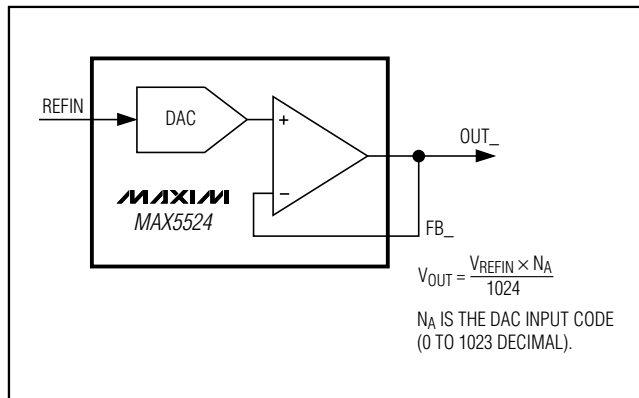 REFIN
DAC
+
−
OUT_
MAXIM
MAX5524
FB_
VOUT = VREFIN × NA
1024
NA IS THE DAC INPUT CODE
(0 TO 1023 DECIMAL).